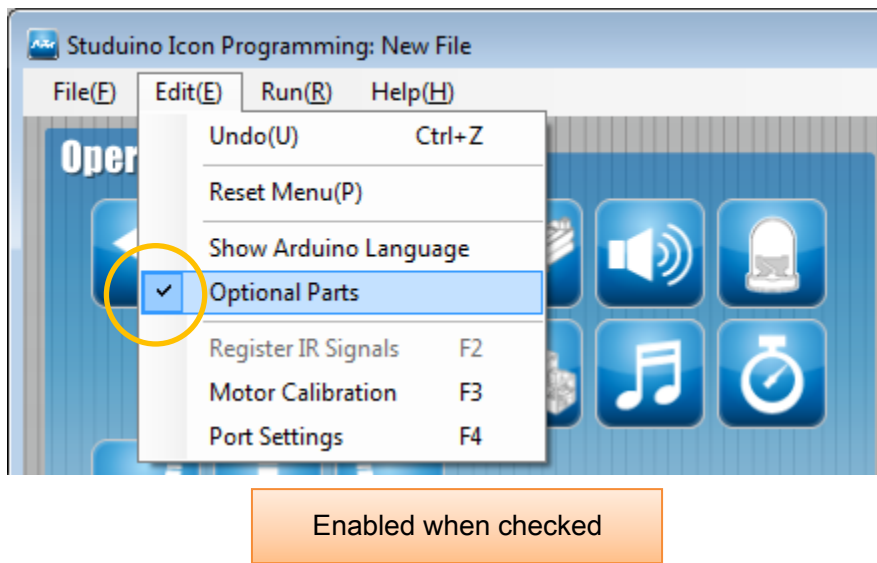 Studuino Icon Programming: New File
File(F) Edit(E) Run(R) Help(H)
Oper
Undo(U) Ctrl+Z
Reset Menu(P)
Show Arduino Language
Optional Parts
Register IR Signals F2
Motor Calibration F3
Port Settings F4
Enabled when checked